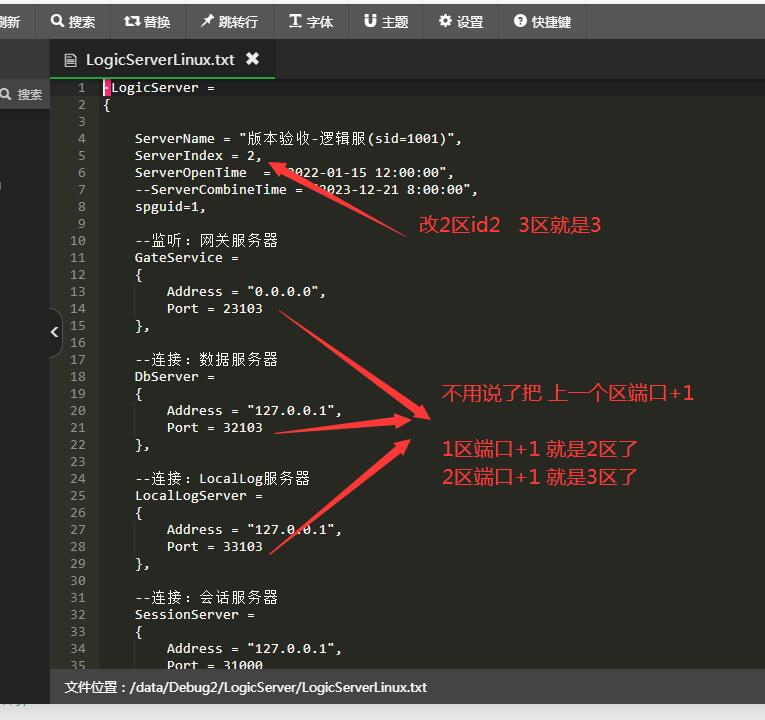 刷新 搜索 替换 跳转行 字体 主题 设置 快捷键
LogicServerLinux.txt
搜索
1 -LogicServer =
2 {
3
4 ServerName = "版本验收-逻辑服(sid=1001)",
5 ServerIndex = 2,
6 ServerOpenTime = "2022-01-15 12:00:00",
7 --ServerCombineTime = "2023-12-21 8:00:00",
8 spguid=1,
改2区id2 3区就是3
9
10 --监听: 网关服务器
11 GateService =
12 {
13 Address = "0.0.0.0",
14 Port = 23103
15 },
16
17 --连接: 数据服务器
18 DbServer =
19 {
不用说了把 上一个区端口+1
20 Address = "127.0.0.1",
21 Port = 32103
22 },
1区端口+1 就是2区了
23
24 --连接: LocalLog服务器
2区端口+1 就是3区了
25 LocalLogServer =
26 {
27 Address = "127.0.0.1",
28 Port = 33103
29 },
30
31 --连接: 会话服务器
32 SessionServer =
33 {
34 Address = "127.0.0.1",
35 Port = 31000
文件位置：/data/Debug2/LogicServer/LogicServerLinux.txt